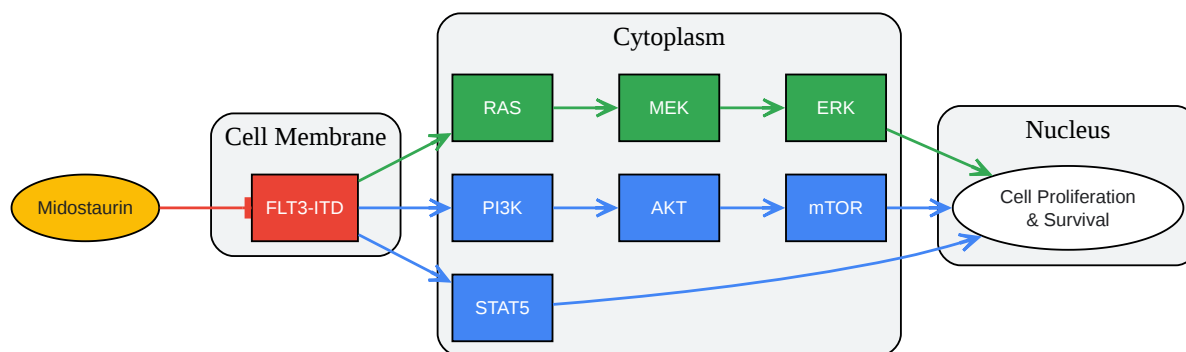 Cytoplasm
Cell Membrane
Nucleus
RAS
MEK
ERK
Midostaurin
FLT3-ITD
PI3K
AKT
mTOR
Cell Proliferation
& Survival
STAT5